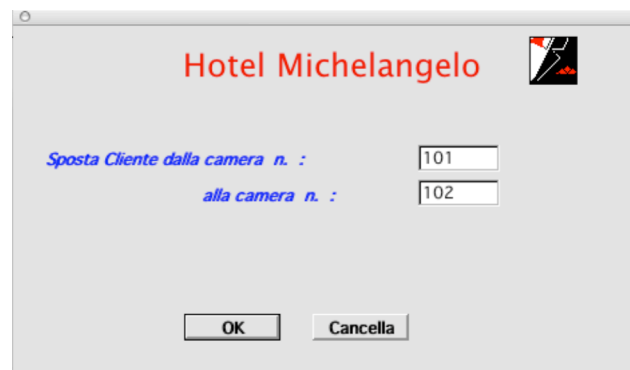 Hotel Michelangelo
Sposta Cliente dalla camera n. : 101
alla camera n. : 102
OK Cancella